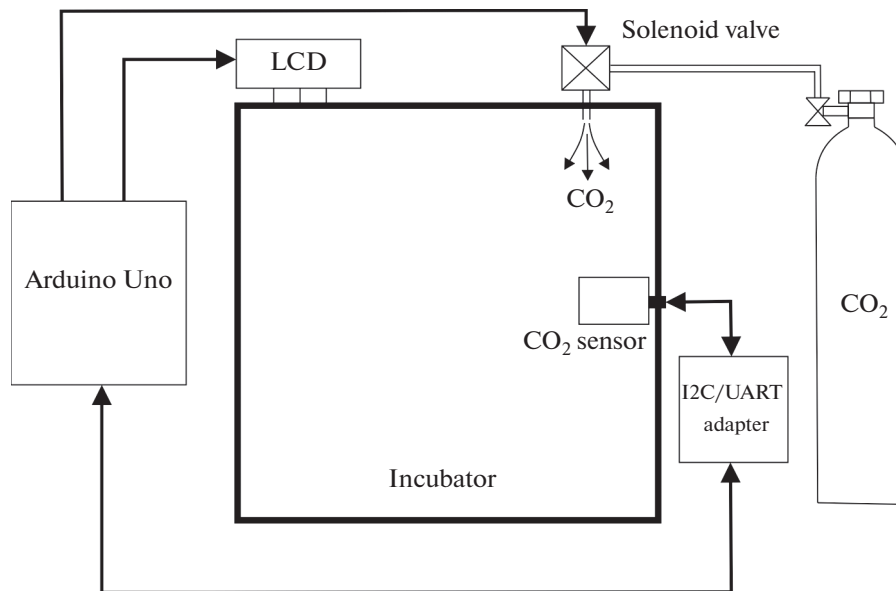 Solenoid valve
LCD
CO₂
Arduino Uno
CO₂
CO₂ sensor
I2C/UART
adapter
Incubator